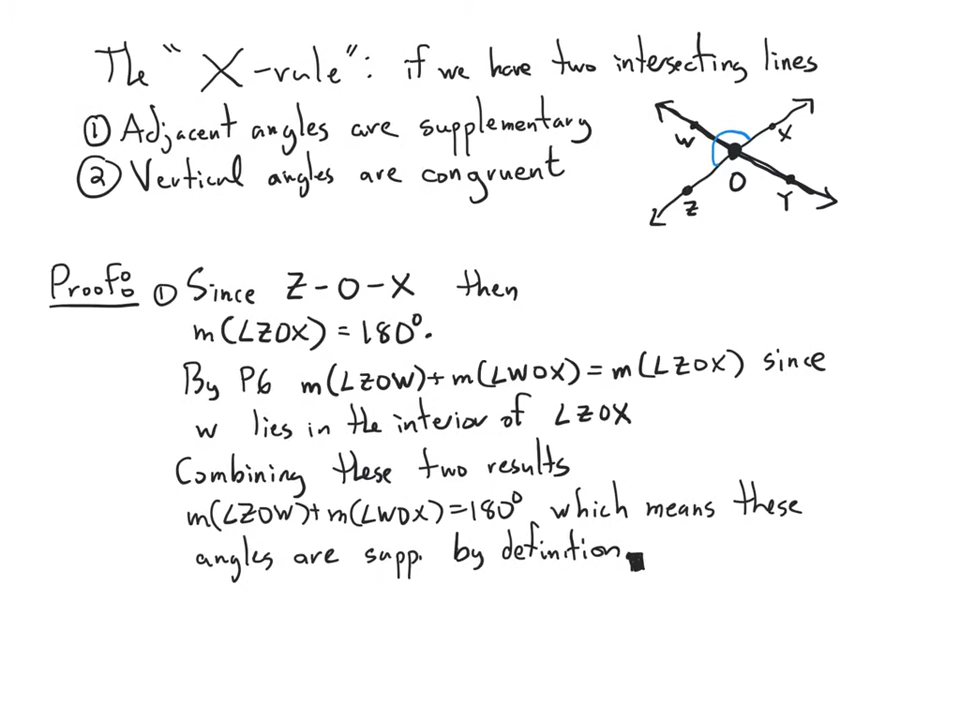 The "X-rule": if we have two intersecting lines
① Adjacent angles are supplementary
② Vertical angles are congruent
W X
O
Z Y
Proof: ① Since Z-O-X then
m(∠ZOX) = 180°.
By P6 m(∠ZOW)+m(∠WOX)=m(∠ZOX) since
W lies in the interior of ∠ZOX
Combining these two results
m(∠ZOW)+m(∠WOX)=180° which means these
angles are supp. by definition ■